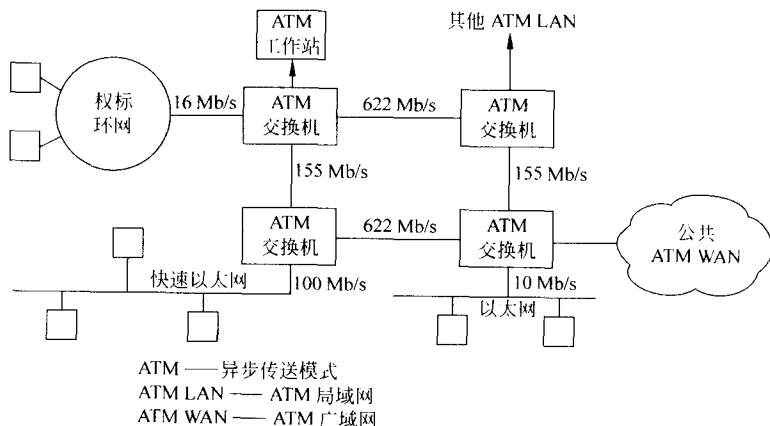 ATM
工作站
其他 ATM LAN
权标
环网
16 Mb/s
ATM
交换机
622 Mb/s
ATM
交换机
155 Mb/s
155 Mb/s
ATM
交换机
622 Mb/s
ATM
交换机
公共
ATM WAN
快速以太网
100 Mb/s
10 Mb/s
以太网
ATM——异步传送模式
ATM LAN—— ATM 局域网
ATM WAN—— ATM 广域网